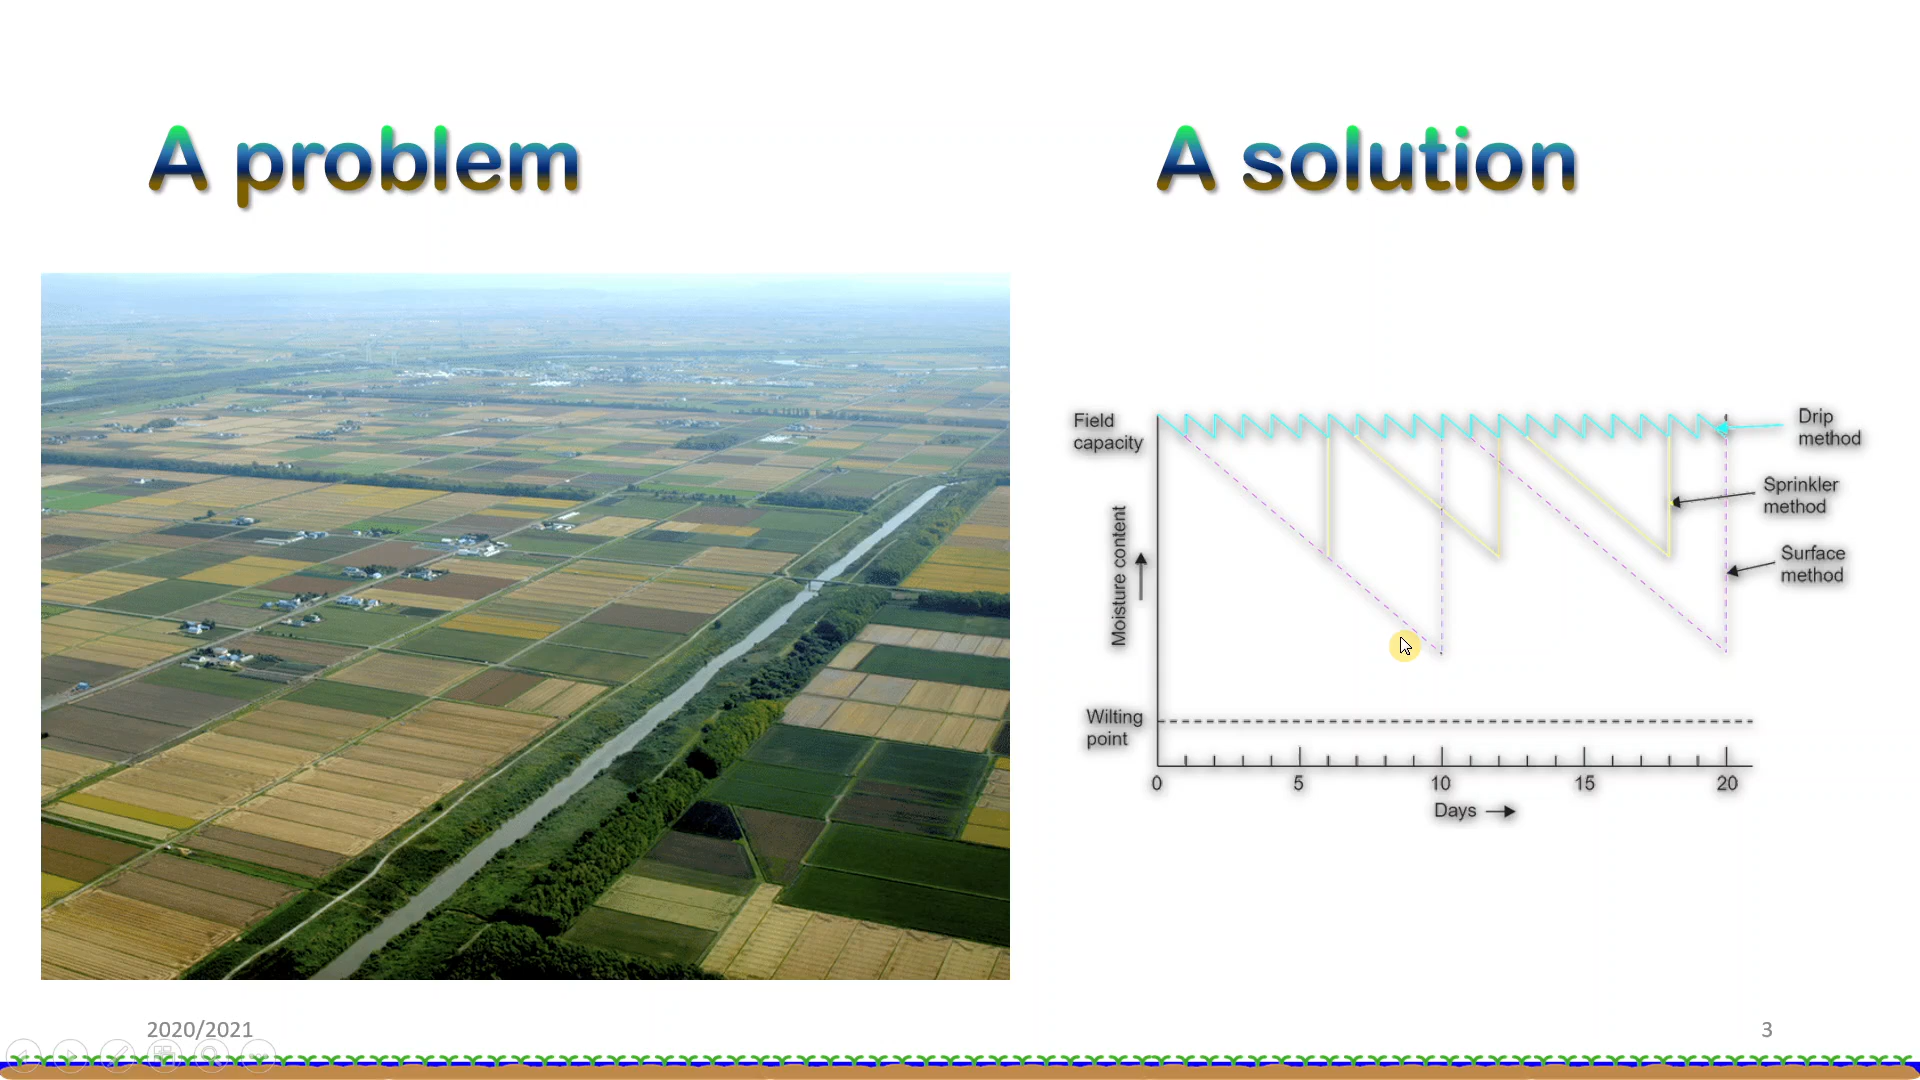 A problem
A solution
Field
capacity
Drip
method
Sprinkler
method
Surface
method
Moisture content
Wilting
point
0 5 10 15 20
Days
2020/2021
3